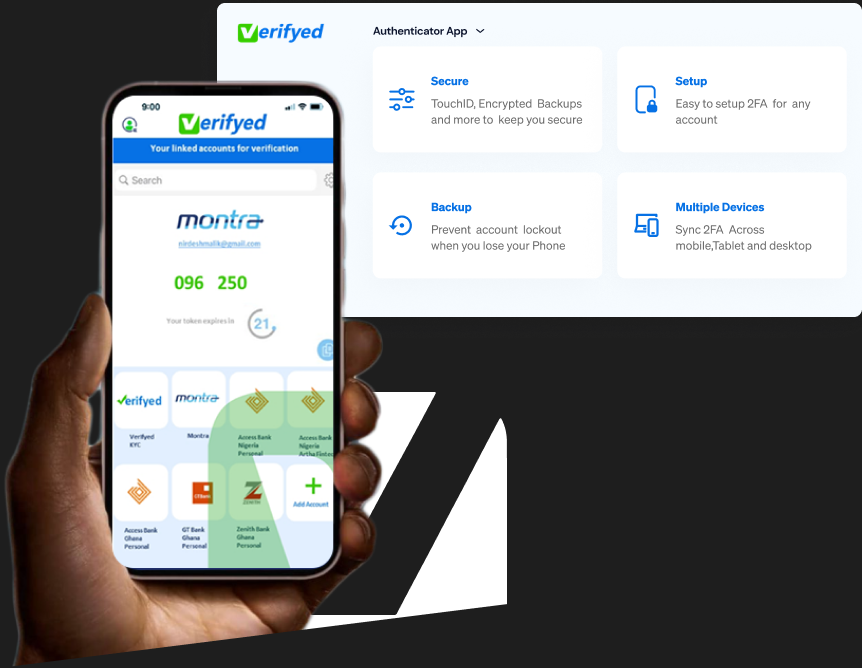 Verifyed
Authenticator App
Secure
TouchID, Encrypted Backups
and more to keep you secure
Setup
Easy to setup 2FA for any
account
Backup
Prevent account lockout
when you lose your Phone
Multiple Devices
Sync 2FA Across
mobile,Tablet and desktop
9:00
Verifyed
Your linked accounts for verification
Search
montra
nirdeshmalik@gmail.com
096 250
Your token expires in
21
Verifyed
montra
Verifyed
KYC
Montra
Access Bank
Nigeria
Personal
Access Bank
Nigeria
Artha Fintec
GTBank
ZENITH
Add Account
Access Bank
Ghana
Personal
GT Bank
Ghana
Personal
Zenith Bank
Ghana
Personal